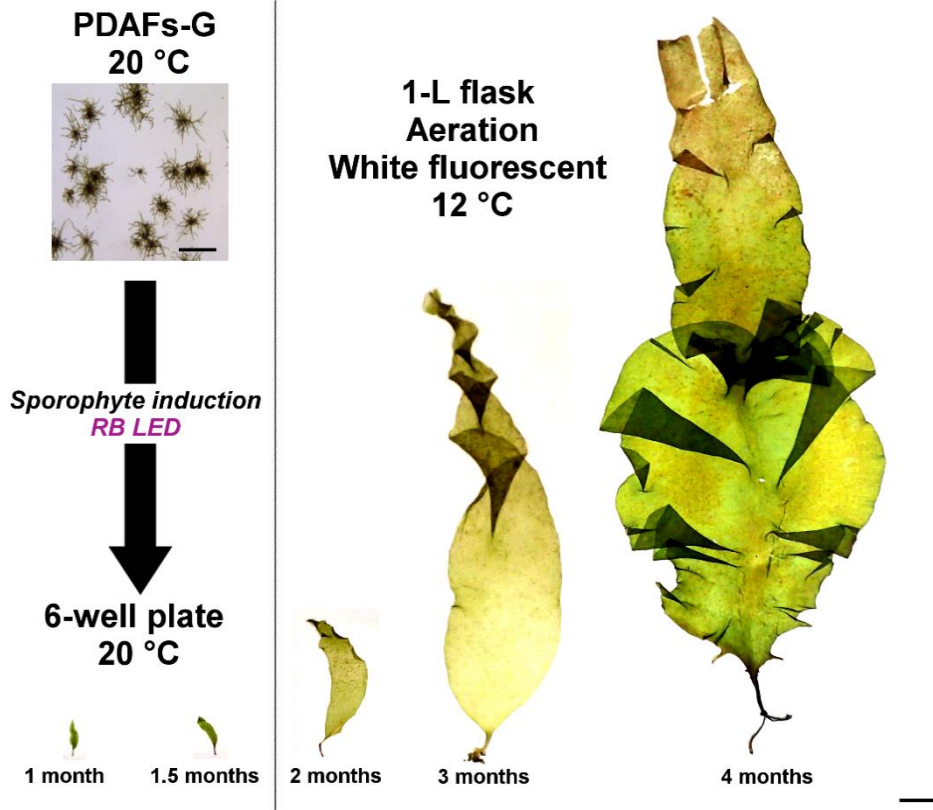 PDAFs-G
20 °C
Sporophyte induction
RB LED
6-well plate
20 °C
1 month
1.5 months
1-L flask
Aeration
White fluorescent
12 °C
2 months
3 months
4 months